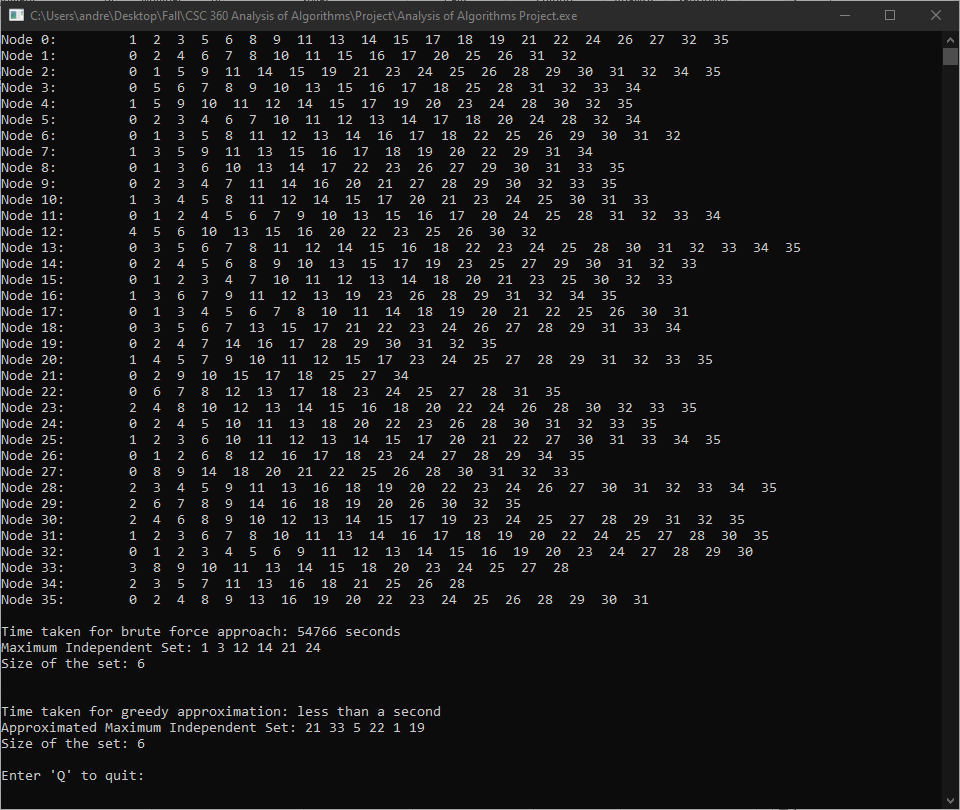 C:\Users\andre\Desktop\Fall\CSC 360 Analysis of Algorithms\Project\Analysis of Algorithms Project.exe
Node 0: 1 2 3 5 6 8 9 11 13 14 15 17 18 19 21 22 24 26 27 32 35
Node 1: 0 2 4 6 7 8 10 11 15 16 17 20 25 26 31 32
Node 2: 0 1 5 9 11 14 15 19 21 23 24 25 26 28 29 30 31 32 34 35
Node 3: 0 5 6 7 8 9 10 13 15 16 17 18 25 28 31 32 33 34
Node 4: 1 5 9 10 11 12 14 15 17 19 20 23 24 28 30 32 35
Node 5: 0 2 3 4 6 7 10 11 12 13 14 17 18 20 24 28 32 34
Node 6: 0 1 3 5 8 11 12 13 14 16 17 18 22 25 26 29 30 31 32
Node 7: 1 3 5 9 11 13 15 16 17 18 19 20 22 29 31 34
Node 8: 0 1 3 6 10 13 14 17 22 23 26 27 29 30 31 33 35
Node 9: 0 2 3 4 7 11 14 16 20 21 27 28 29 30 32 33 35
Node 10: 1 3 4 5 8 11 12 14 15 17 20 21 23 24 25 30 31 33
Node 11: 0 1 2 4 5 6 7 9 10 13 15 16 17 20 24 25 28 31 32 33 34
Node 12: 4 5 6 10 13 15 16 20 22 23 25 26 30 32
Node 13: 0 3 5 6 7 8 11 12 14 15 16 18 22 23 24 25 28 30 31 32 33 34 35
Node 14: 0 2 4 5 6 8 9 10 13 15 17 19 23 25 27 29 30 31 32 33
Node 15: 0 1 2 3 4 7 10 11 12 13 14 18 20 21 23 25 30 32 33
Node 16: 1 3 6 7 9 11 12 13 19 23 26 28 29 31 32 34 35
Node 17: 0 1 3 4 5 6 7 8 10 11 14 18 19 20 21 22 25 26 30 31
Node 18: 0 3 5 6 7 13 15 17 21 22 23 24 26 27 28 29 31 33 34
Node 19: 0 2 4 7 14 16 17 28 29 30 31 32 35
Node 20: 1 4 5 7 9 10 11 12 15 17 23 24 25 27 28 29 31 32 33 35
Node 21: 0 2 9 10 15 17 18 25 27 34
Node 22: 0 6 7 8 12 13 17 18 23 24 25 27 28 31 35
Node 23: 2 4 8 10 12 13 14 15 16 18 20 22 24 26 28 30 32 33 35
Node 24: 0 2 4 5 10 11 13 18 20 22 23 26 28 30 31 32 33 35
Node 25: 1 2 3 6 10 11 12 13 14 15 17 20 21 22 27 30 31 33 34 35
Node 26: 0 1 2 6 8 12 16 17 18 23 24 27 28 29 34 35
Node 27: 0 8 9 14 18 20 21 22 25 26 28 30 31 32 33
Node 28: 2 3 4 5 9 11 13 16 18 19 20 22 23 24 26 27 30 31 32 33 34 35
Node 29: 2 6 7 8 9 14 16 18 19 20 26 30 32 35
Node 30: 2 4 6 8 9 10 12 13 14 15 17 19 23 24 25 27 28 29 31 32 35
Node 31: 1 2 3 6 7 8 10 11 13 14 16 17 18 19 20 22 24 25 27 28 30 35
Node 32: 0 1 2 3 4 5 6 9 11 12 13 14 15 16 19 20 23 24 27 28 29 30
Node 33: 3 8 9 10 11 13 14 15 18 20 23 24 25 27 28
Node 34: 2 3 5 7 11 13 16 18 21 25 26 28
Node 35: 0 2 4 8 9 13 16 19 20 22 23 24 25 26 28 29 30 31
Time taken for brute force approach: 54766 seconds
Maximum Independent Set: 1 3 12 14 21 24
Size of the set: 6
Time taken for greedy approximation: less than a second
Approximated Maximum Independent Set: 21 33 5 22 1 19
Size of the set: 6
Enter 'Q' to quit: